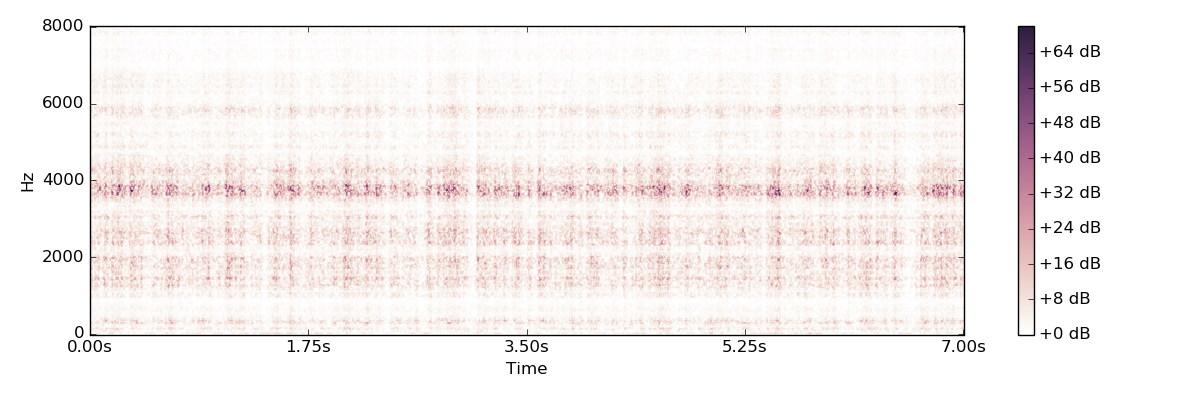 8000
6000
4000
2000
0
Hz
0.00s 1.75s 3.50s 5.25s 7.00s
Time
+64 dB
+56 dB
+48 dB
+40 dB
+32 dB
+24 dB
+16 dB
+8 dB
+0 dB